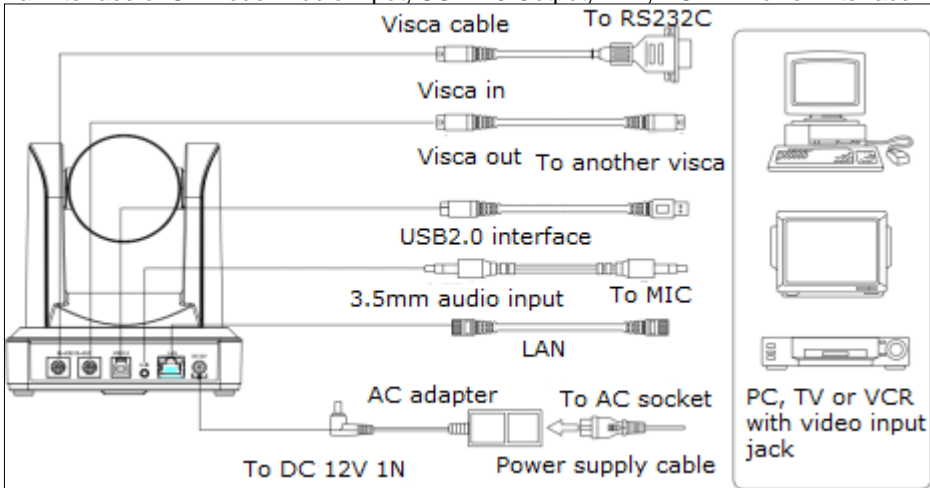 To RS232C
Visca cable
Visca in
Visca out
To another visca
USB2.0 interface
3.5mm audio input
To MIC
LAN
AC adapter
To AC socket
To DC 12V 1N
Power supply cable
PC, TV or VCR
with video input
jack